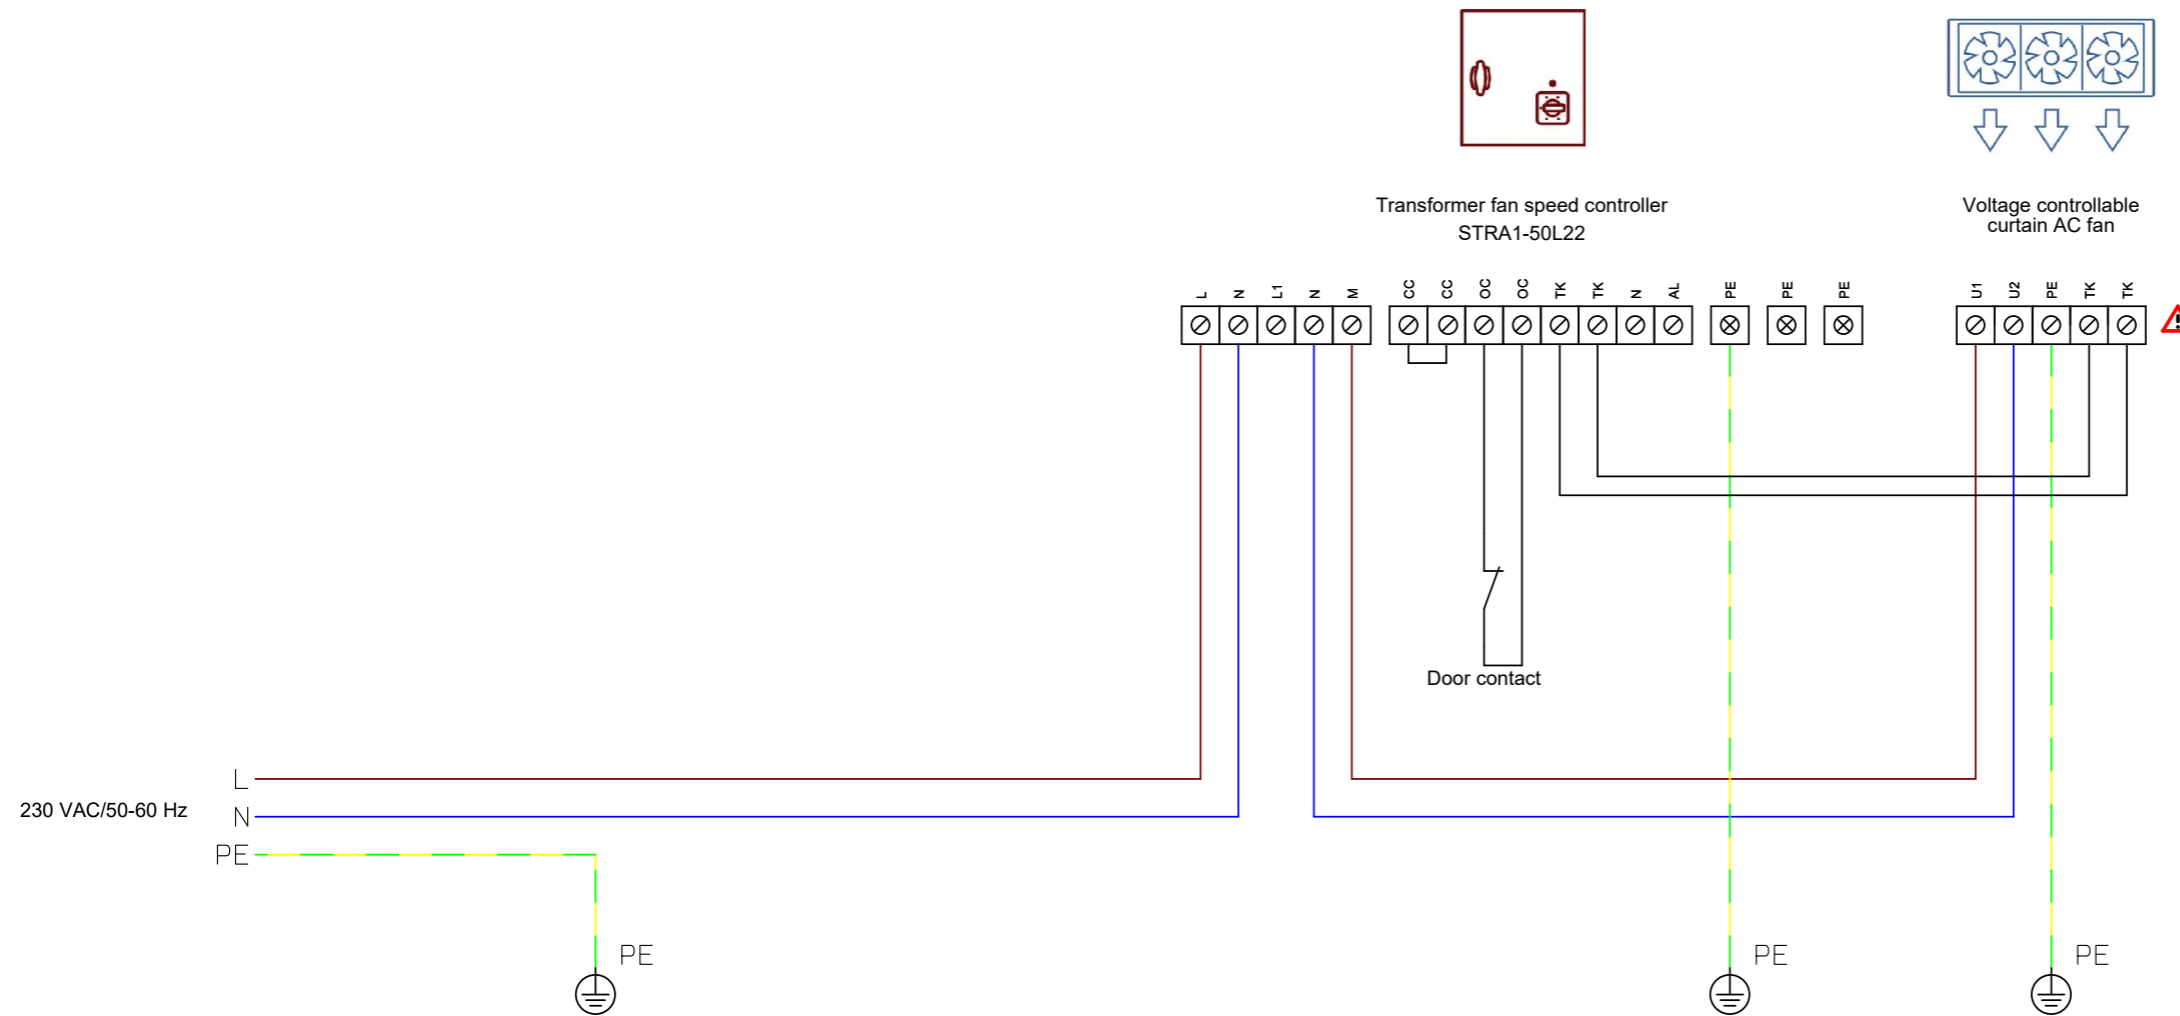 Transformer fan speed controller
STRA1-50L22
Voltage controllable
curtain AC fan
L N L1 N M CC CC OC OC TK TK N AL PE PE PE U1 U2 PE TK TK
Door contact
L
230 VAC/50-60 Hz N
PE
PE PE PE